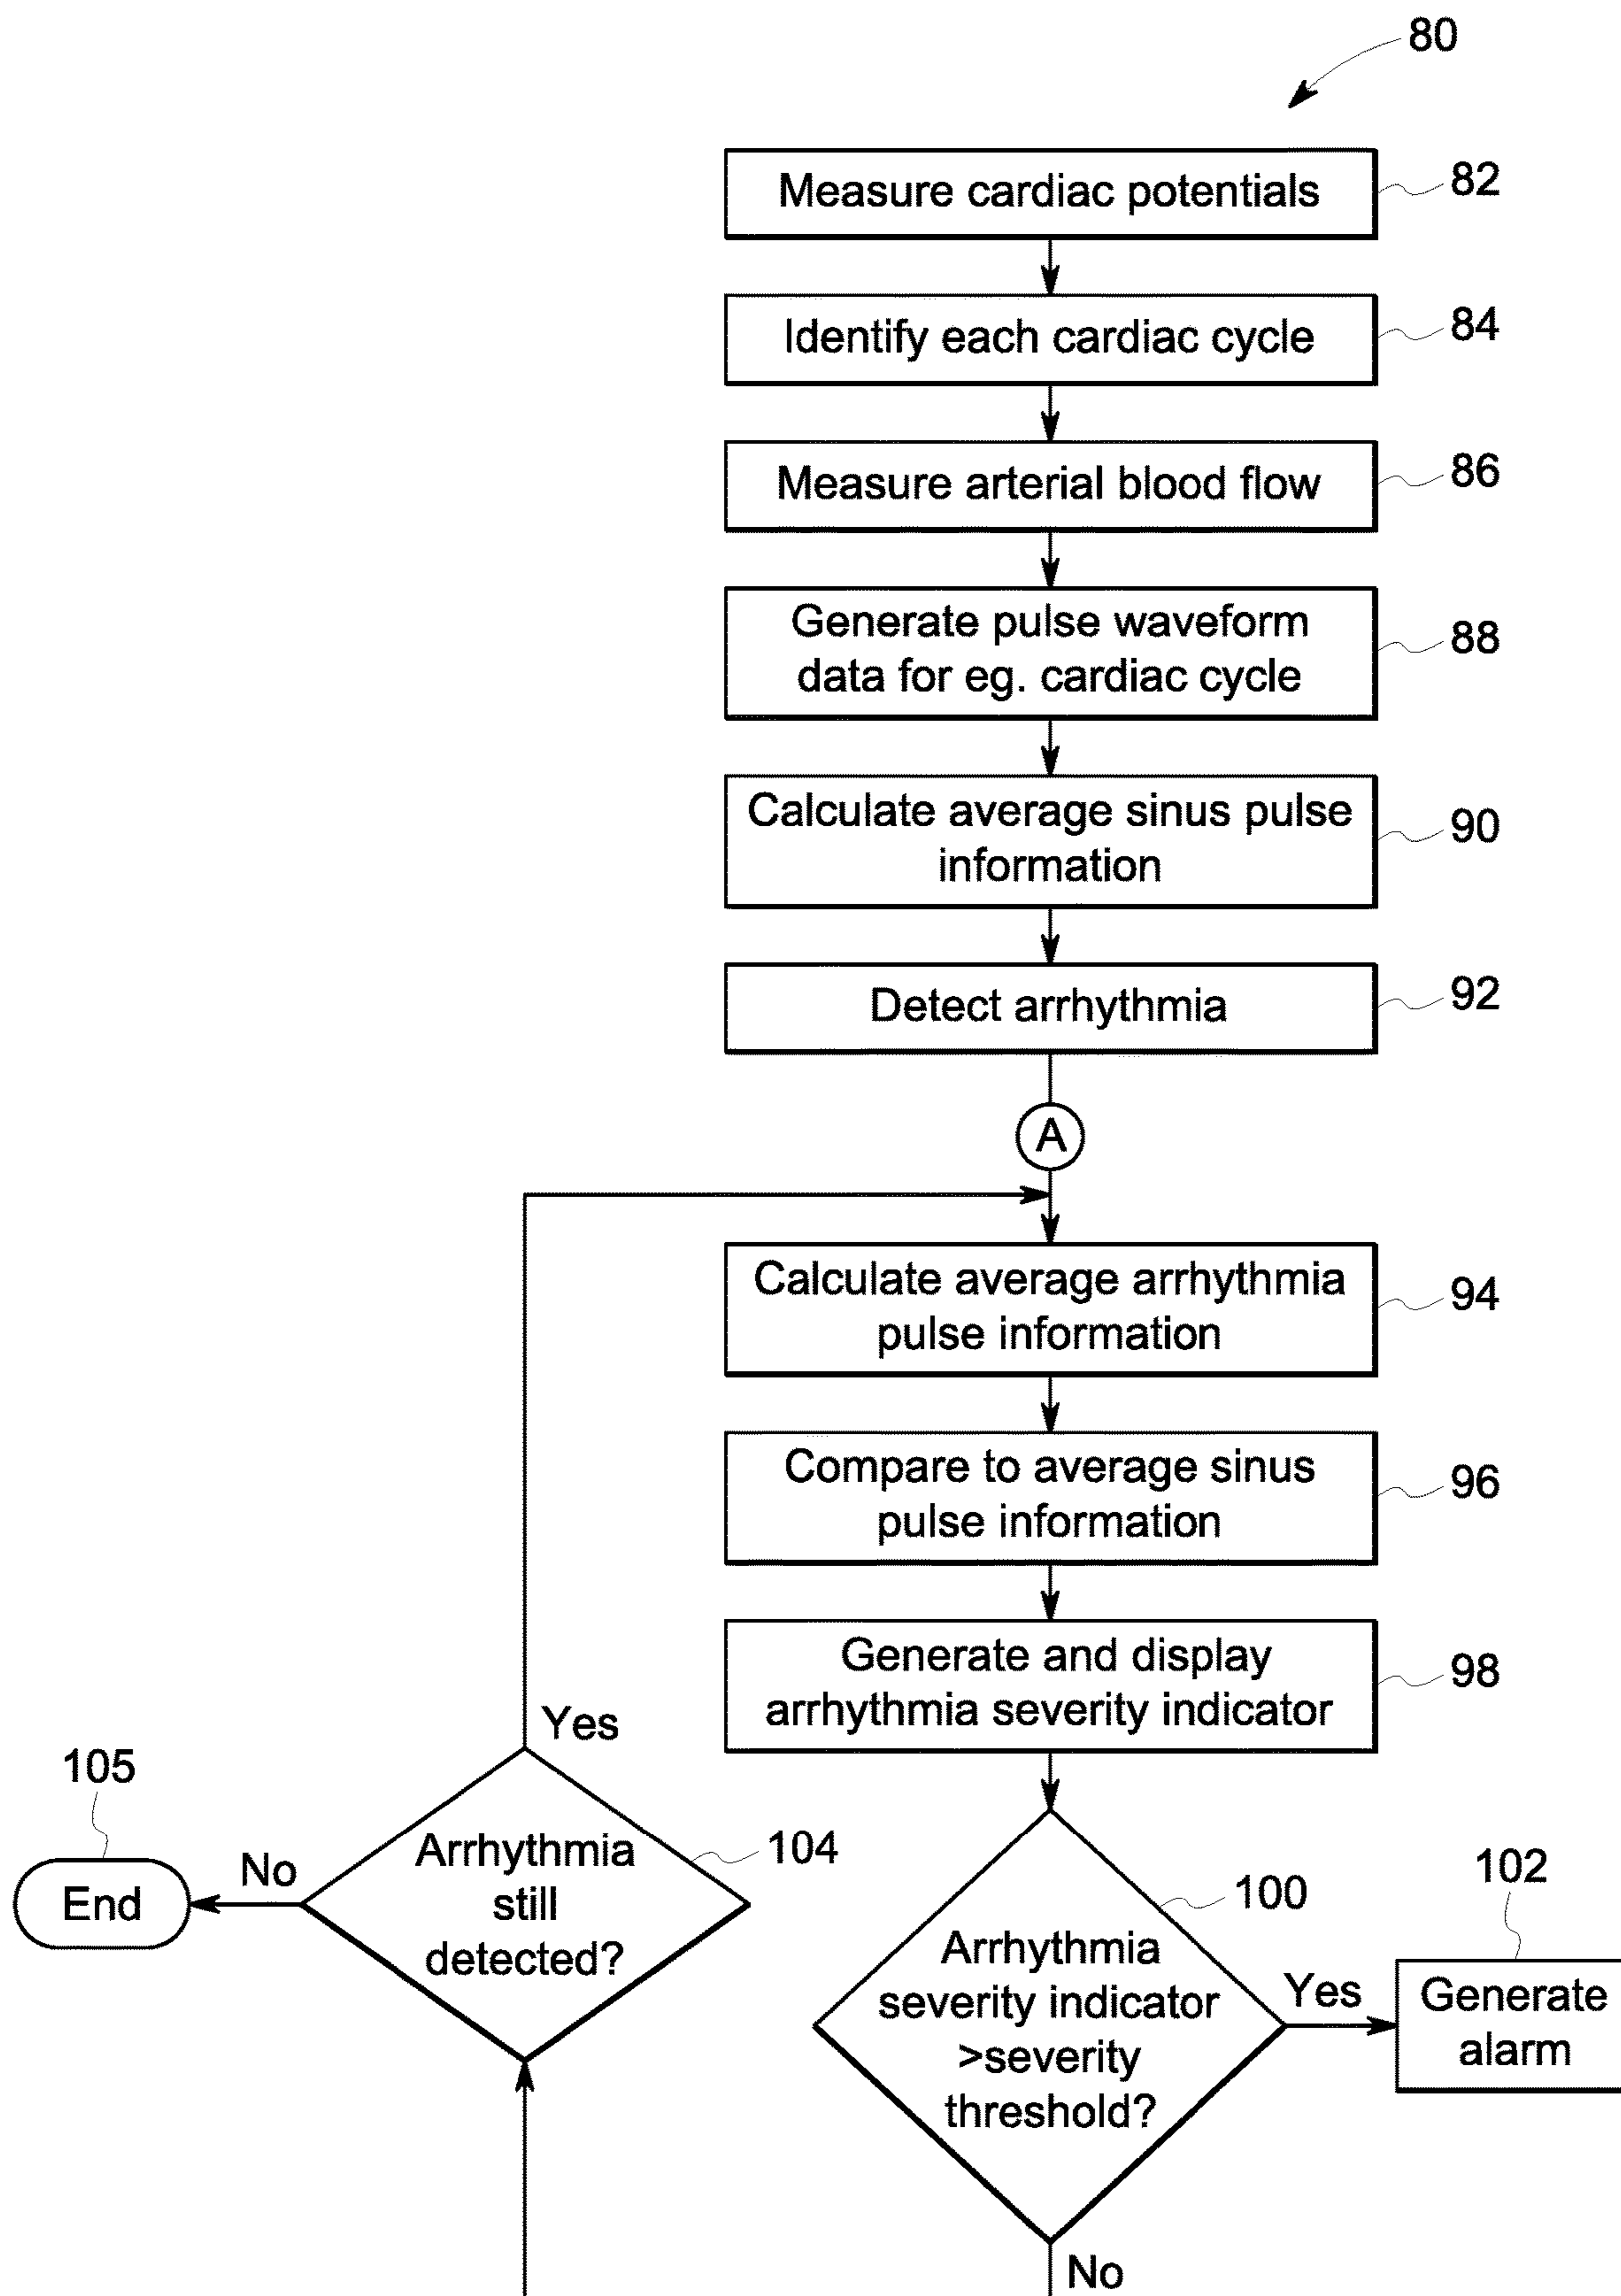 80
Measure cardiac potentials
82
Identify each cardiac cycle
84
Measure arterial blood flow
86
Generate pulse waveform
data for eg. cardiac cycle
88
Calculate average sinus pulse
information
90
Detect arrhythmia
92
A
Calculate average arrhythmia
pulse information
94
Compare to average sinus
pulse information
96
Generate and display
arrhythmia severity indicator
98
Yes
105
End
No
Arrhythmia
still
detected?
104
100
Arrhythmia
severity indicator
>severity
threshold?
Yes
102
Generate
alarm
No